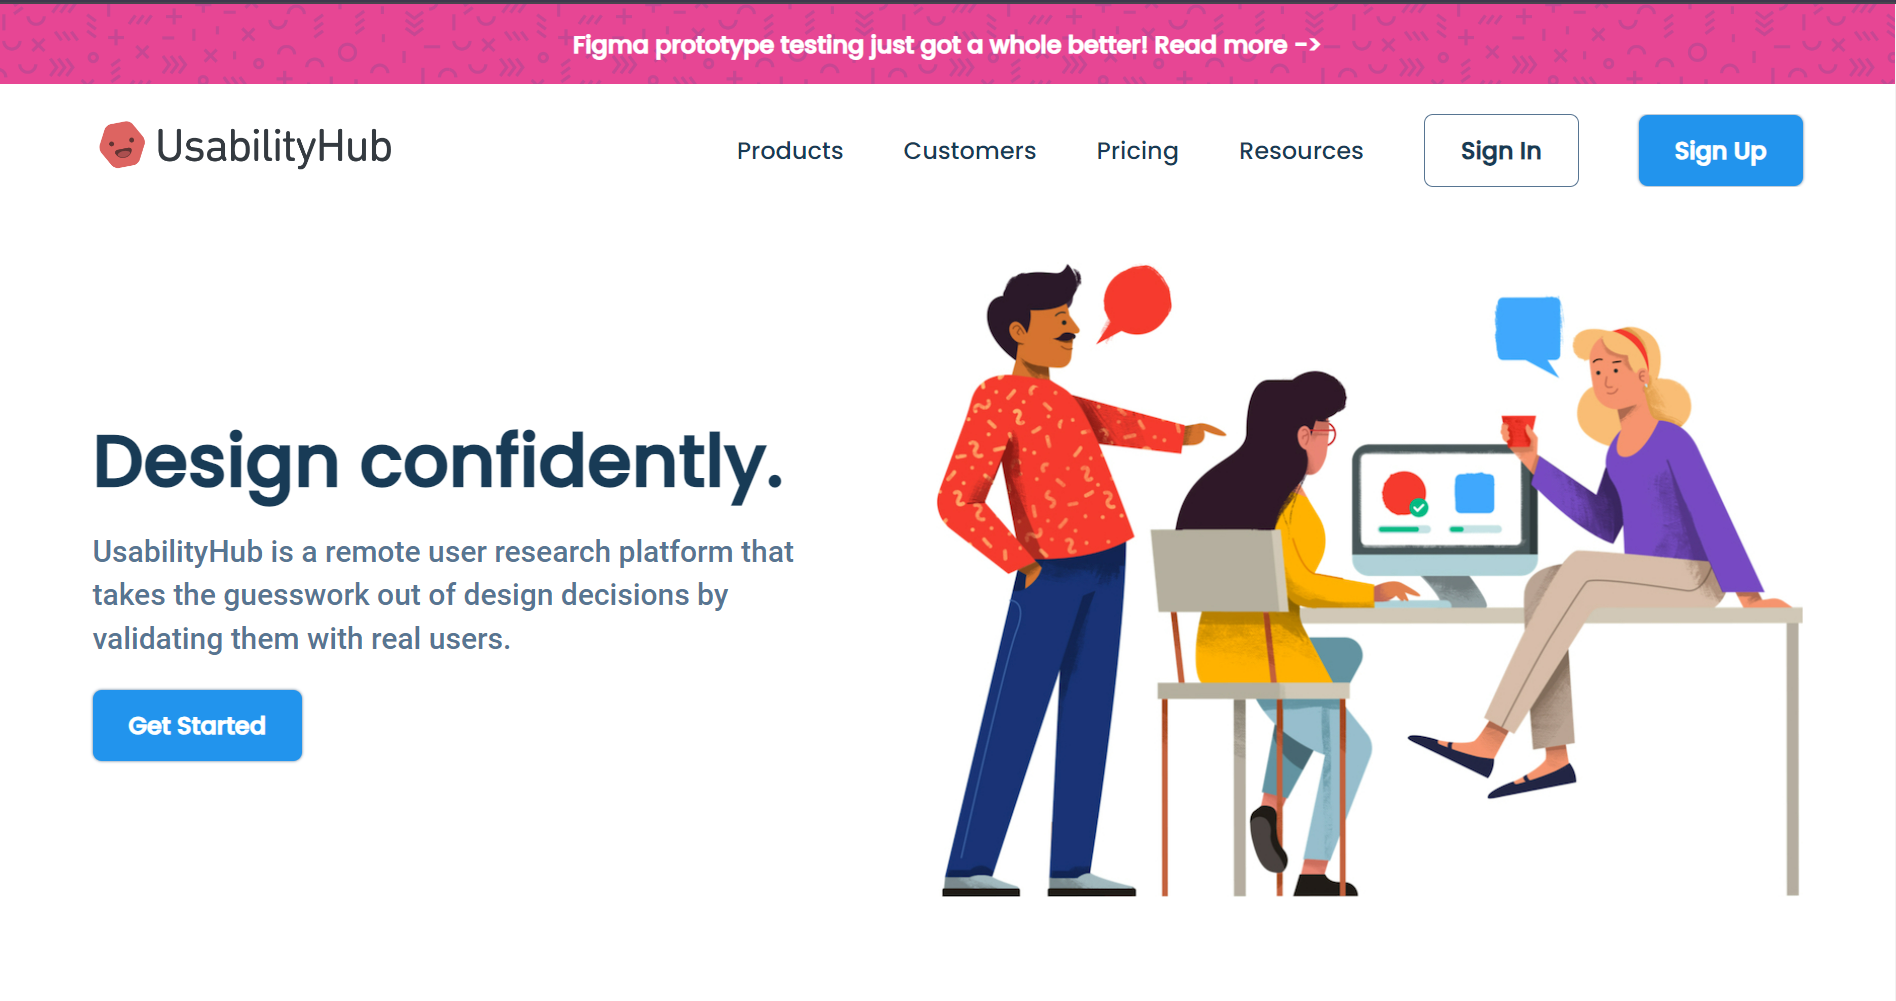 Figma prototype testing just got a whole better! Read more ->
UsabilityHub
Products
Customers
Pricing
Resources
Sign In
Sign Up
Design confidently.
UsabilityHub is a remote user research platform that
takes the guesswork out of design decisions by
validating them with real users.
Get Started